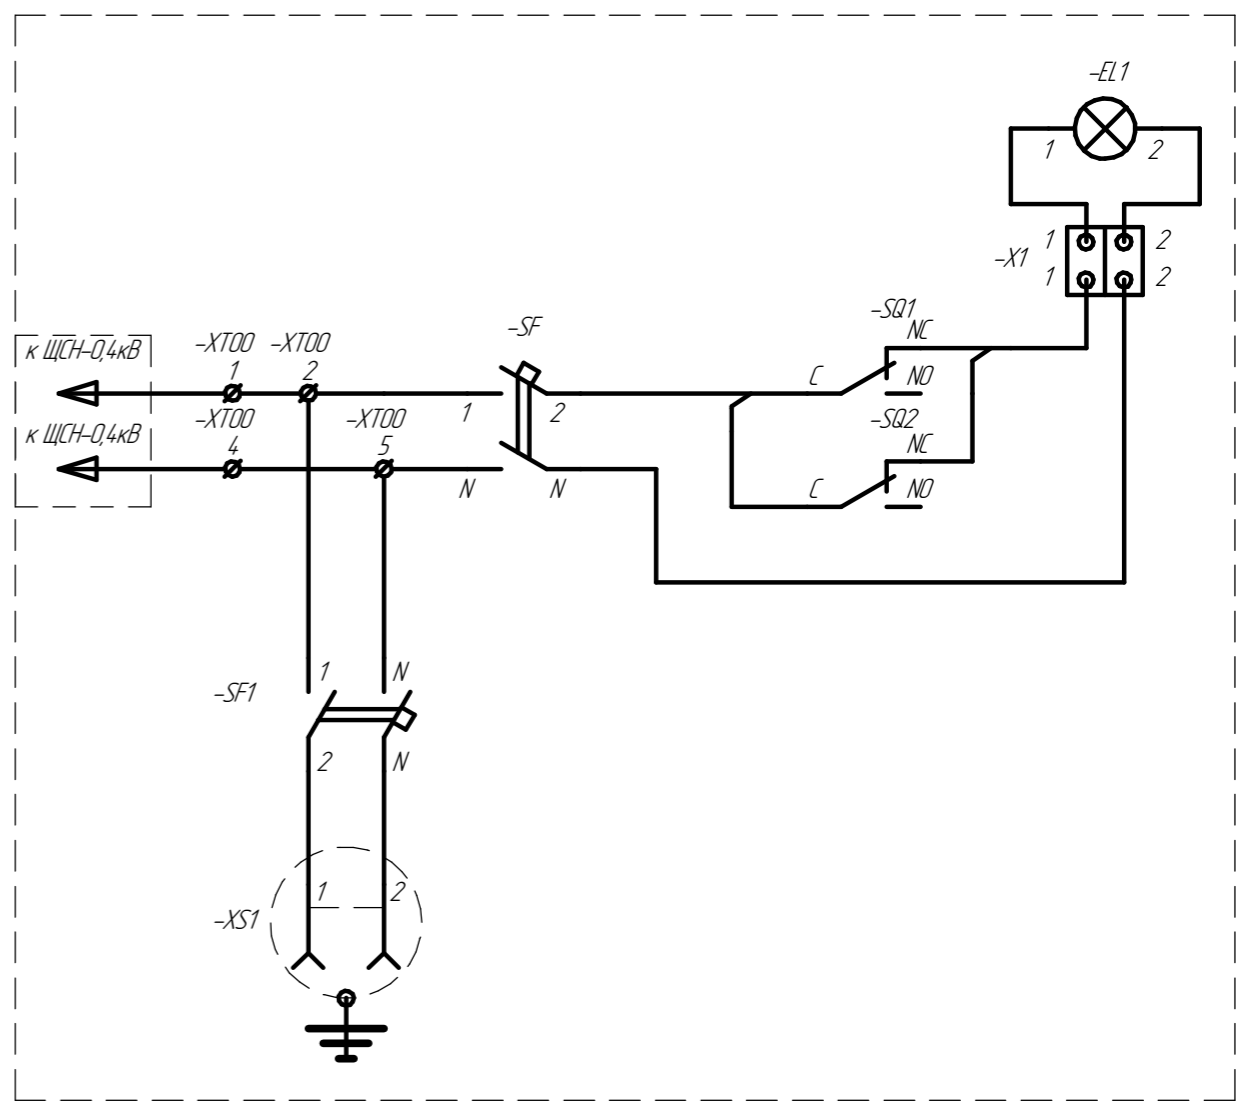 -EL1
1 2
1 2
-X1
1 2
-SQ1
NC
-SF
к ЩСН-0,4кВ
-XT00 -XT00
1 2
C
NO
1 2
-XT00
-XT00
-SQ2
к ЩСН-0,4кВ
4
5
NC
N N
C
NO
1 N
-SF1
2 N
1 2
-XS1